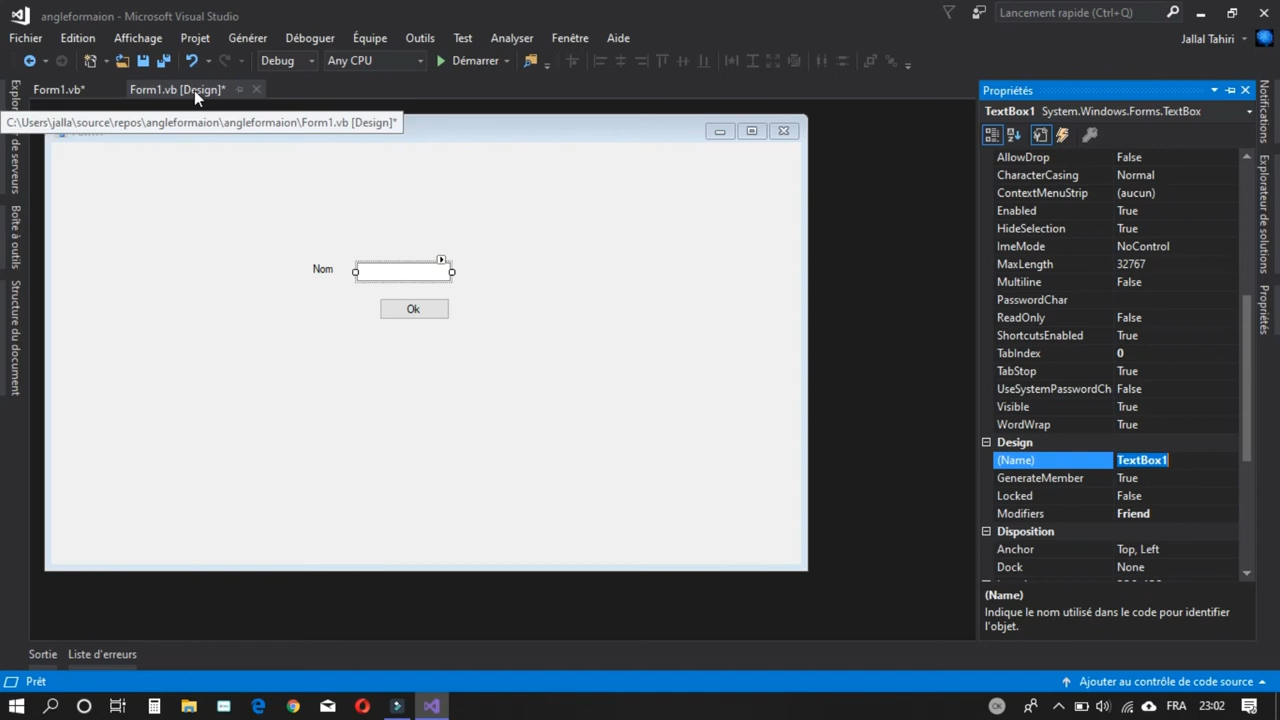 angleformaion - Microsoft Visual Studio
Lancement rapide (Ctrl+Q)
Fichier Edition Affichage Projet Générer Déboguer Équipe Outils Test Analyser Fenêtre Aide
Jallal Tahiri
Debug Any CPU Démarrer
Form1.vb* Form1.vb [Design]*
C:\Users\jalla\source\repos\angleformaion\angleformaion\Form1.vb [Design]*
de serveurs
Boîte à outils
Structure du document
Nom
Ok
Propriétés
TextBox1 System.Windows.Forms.TextBox
AllowDrop False
CharacterCasing Normal
ContextMenuStrip (aucun)
Enabled True
HideSelection True
ImeMode NoControl
MaxLength 32767
Multiline False
PasswordChar
ReadOnly False
ShortcutsEnabled True
TabIndex 0
TabStop True
UseSystemPasswordCh False
Visible True
WordWrap True
Design
(Name) TextBox1
GenerateMember True
Locked False
Modifiers Friend
Disposition
Anchor Top, Left
Dock None
(Name)
Indique le nom utilisé dans le code pour identifier
l'objet.
Notifications
Explorateur de solutions
Propriétés
Sortie Liste d'erreurs
Prêt
Ajouter au contrôle de code source
FRA 23:02